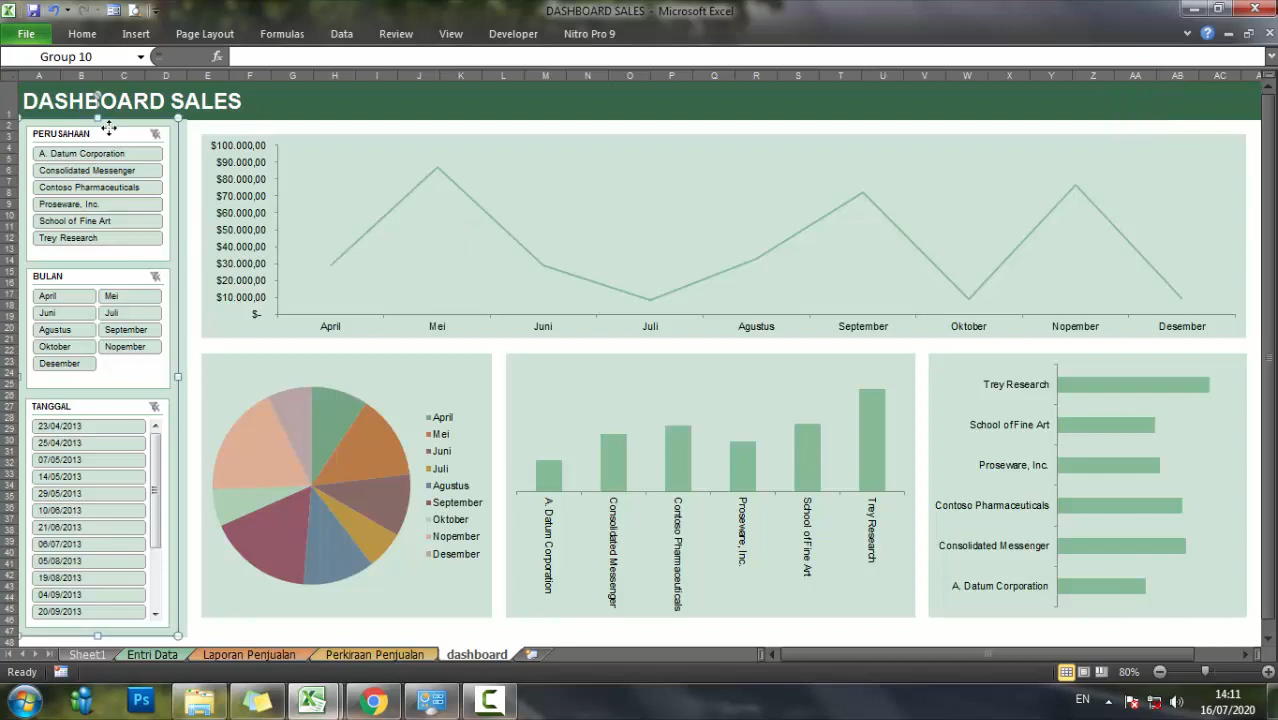 DASHBOARD SALES - Microsoft Excel
File Home Insert Page Layout Formulas Data Review View Developer Nitro Pro 9
Group 10 fx
A B C D E F G H I J K L M N O P Q R S T U V W X Y Z AA AB AC
DASHBOARD SALES
PERUSAHAAN
A. Datum Corporation
Consolidated Messenger
Contoso Pharmaceuticals
Proseware, Inc.
School of Fine Art
Trey Research
BULAN
April Mei
Juni Juli
Agustus September
Oktober Nopember
Desember
TANGGAL
23/04/2013
25/04/2013
07/05/2013
14/05/2013
29/05/2013
10/06/2013
21/06/2013
06/07/2013
05/08/2013
19/08/2013
04/09/2013
20/09/2013
$100.000,00
$90.000,00
$80.000,00
$70.000,00
$60.000,00
$50.000,00
$40.000,00
$30.000,00
$20.000,00
$10.000,00
$-
April Mei Juni Juli Agustus September Oktober Nopember Desember
April
Mei
Juni
Juli
Agustus
September
Oktober
Nopember
Desember
A. Datum Corporation
Consolidated Messenger
Contoso Pharmaceuticals
Proseware, Inc.
School of Fine Art
Trey Research
Trey Research
School of Fine Art
Proseware, Inc.
Contoso Pharmaceuticals
Consolidated Messenger
A. Datum Corporation
Sheet1 Entri Data Laporan Penjualan Perkiraan Penjualan dashboard
Ready 80%
Ps EN 14:11
16/07/2020